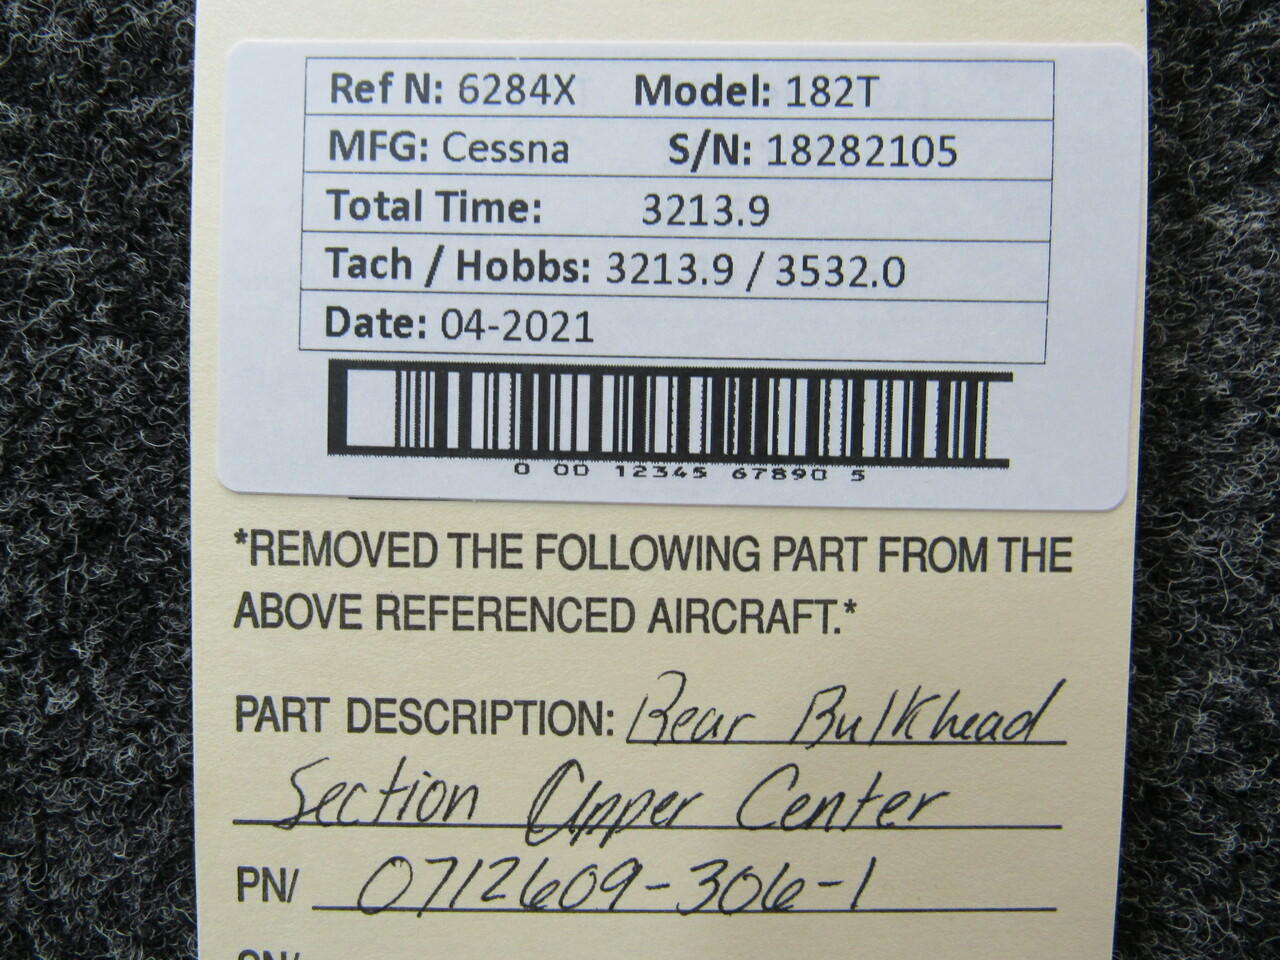 Ref N: 6284X Model: 182T
MFG: Cessna S/N: 18282105
Total Time: 3213.9
Tach / Hobbs: 3213.9 / 3532.0
Date: 04-2021
0 00 12345 67890 5
*REMOVED THE FOLLOWING PART FROM THE
ABOVE REFERENCED AIRCRAFT.*
PART DESCRIPTION: Rear Bulkhead
Section Upper Center
PN/ 0712609-306-1